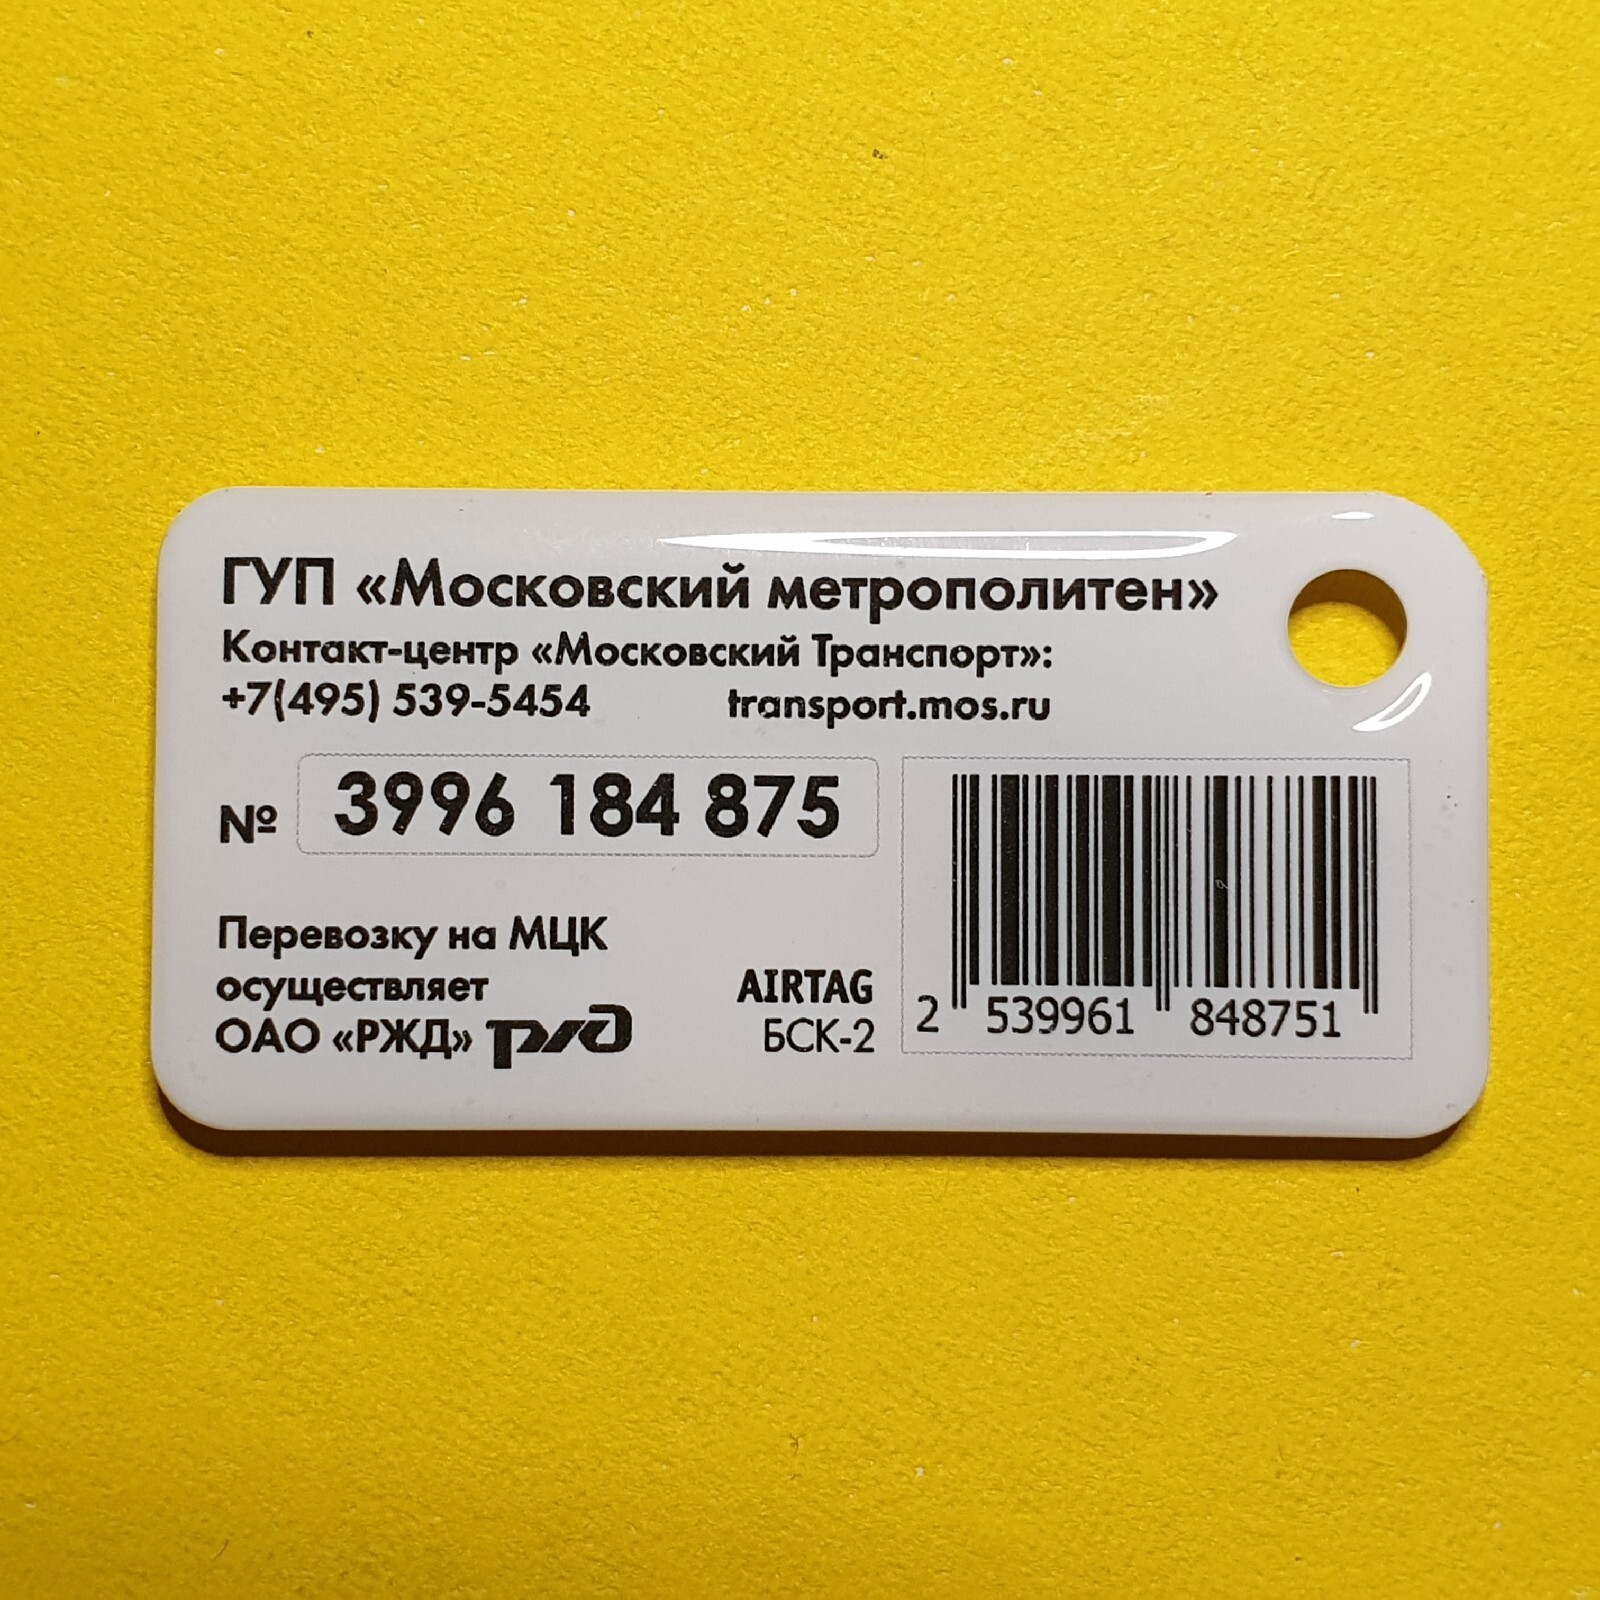 ГУП «Московский метрополитен»
Контакт-центр «Московский Транспорт»:
+7(495) 539-5454 transport.mos.ru
№ 3996 184 875
Перевозку на МЦК
осуществляет
ОАО «РЖД» РЖД
AIRTAG
БСК-2
2 539961 848751